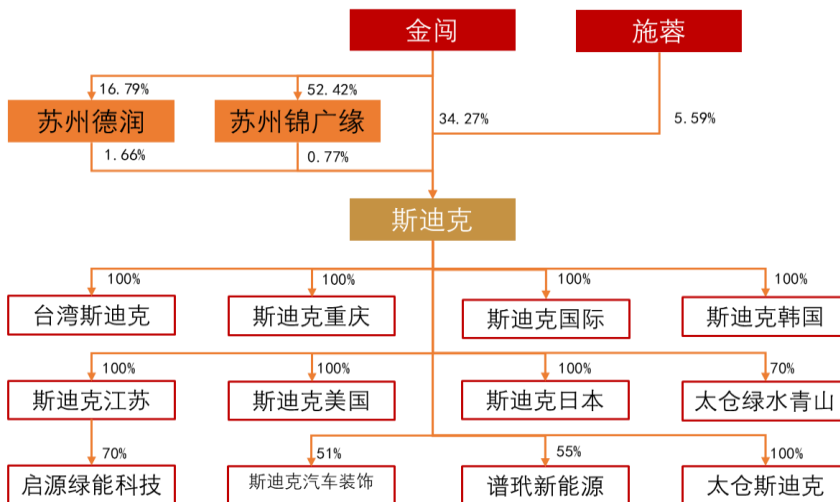 金闯
施蓉
16.79%
52.42%
苏州德润
苏州锦广缘
34.27%
5.59%
1.66%
0.77%
斯迪克
100%
100%
100%
100%
台湾斯迪克
斯迪克重庆
斯迪克国际
斯迪克韩国
100%
100%
100%
70%
斯迪克江苏
斯迪克美国
斯迪克日本
太仓绿水青山
70%
51%
55%
100%
启源绿能科技
斯迪克汽车装饰
谱玳新能源
太仓斯迪克